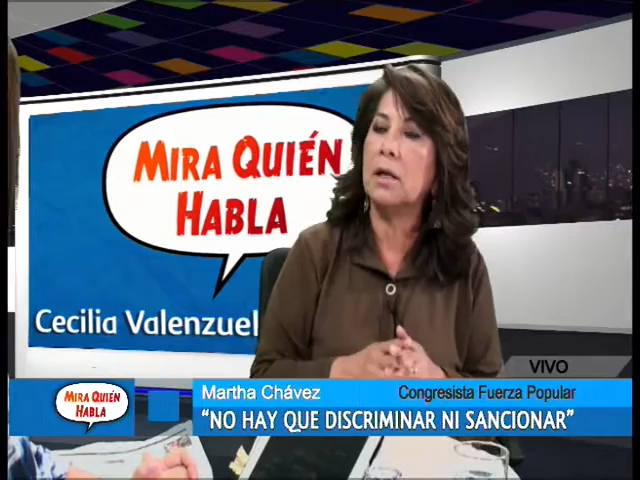 MIRA QUIÉN
HABLA
Cecilia Valenzuel
VIVO
MIRA QUIÉN
HABLA
Martha Chávez
Congresista Fuerza Popular
“NO HAY QUE DISCRIMINAR NI SANCIONAR”